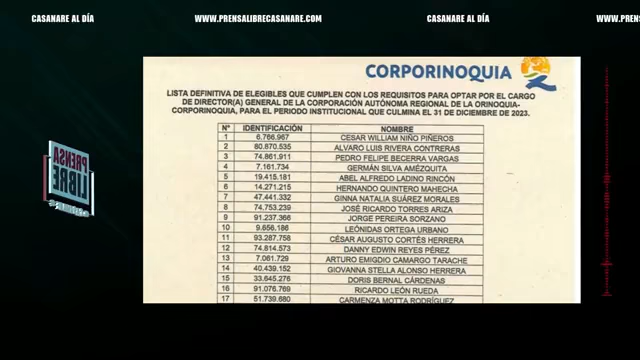 CASANARE AL DÍA WWW.PRENSALIBRECASANARE.COM CASANARE AL DÍA WWW.PRENSA
CORPORINOQUIA
LISTA DEFINITIVA DE ELEGIBLES QUE CUMPLEN CON LOS REQUISITOS PARA OPTAR POR EL CARGO
DE DIRECTOR(A) GENERAL DE LA CORPORACIÓN AUTÓNOMA REGIONAL DE LA ORINOQUIA-
CORPORINOQUIA, PARA EL PERIODO INSTITUCIONAL QUE CULMINA EL 31 DE DICIEMBRE DE 2023.
N° IDENTIFICACIÓN NOMBRE
1 6.766.967 CESAR WILLIAM NIÑO PIÑEROS
2 80.870.535 ALVARO LUIS RIVERA CONTRERAS
3 74.861.911 PEDRO FELIPE BECERRA VARGAS
4 7.161.734 GERMÁN SILVA AMÉZQUITA
5 19.415.181 ABEL ALFREDO LADINO RINCÓN
6 14.271.215 HERNANDO QUINTERO MAHECHA
7 47.441.332 GINNA NATALIA SUÁREZ MORALES
8 74.753.239 JOSÉ RICARDO TORRES ARIZA
9 91.237.366 JORGE PEREIRA SORZANO
10 9.656.186 LEÓNIDAS ORTEGA URBANO
11 93.287.758 CÉSAR AUGUSTO CORTÉS HERRERA
12 74.814.573 DANNY EDWIN REYES PÉREZ
13 7.061.729 ARTURO EMIGDIO CAMARGO TARACHE
14 40.439.152 GIOVANNA STELLA ALONSO HERRERA
15 33.645.276 DORIS BERNAL CÁRDENAS
16 91.076.769 RICARDO LEÓN RUEDA
17 51.739.680 CARMENZA MOTTA RODRÍGUEZ
PRENSA
LIBRE